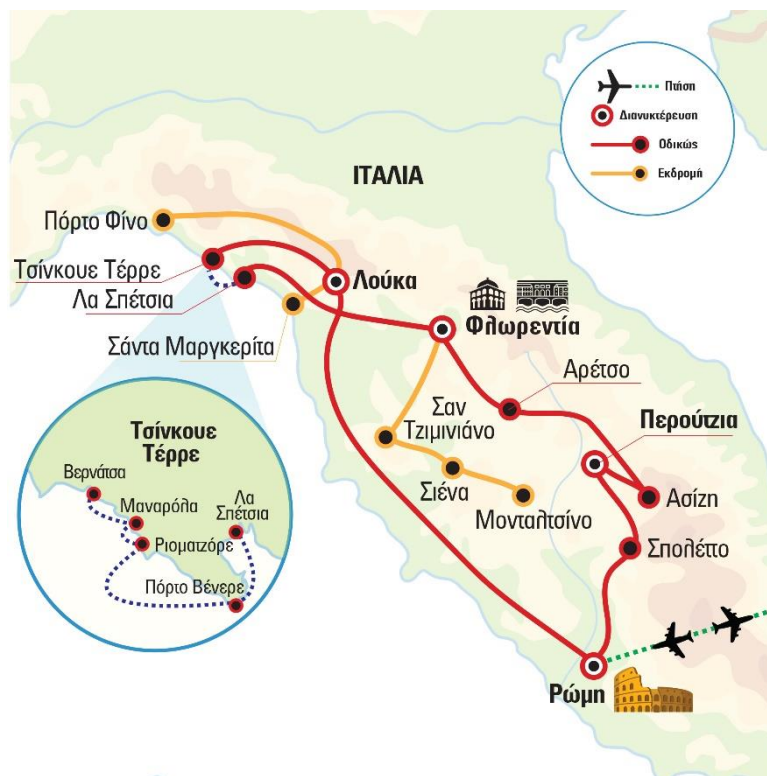 Πτήση
Διανυκτέρευση
Οδικώς
Εκδρομή
ΙΤΑΛΙΑ
Πόρτο Φίνο
Τσίνκουε Τέρρε
Λα Σπέτσια
Λούκα
Σάντα Μαργκερίτα
Φλωρεντία
Αρέτσο
Σαν
Τζιμινιάνο
Περούτζια
Σιένα
Μονταλτσίνο
Ασίζη
Σπολέττο
Ρώμη
Τσίνκουε
Τέρρε
Βερνάτσα
Μαναρόλα
Λα
Σπέτσια
Ριοματζόρε
Πόρτο Βένερε